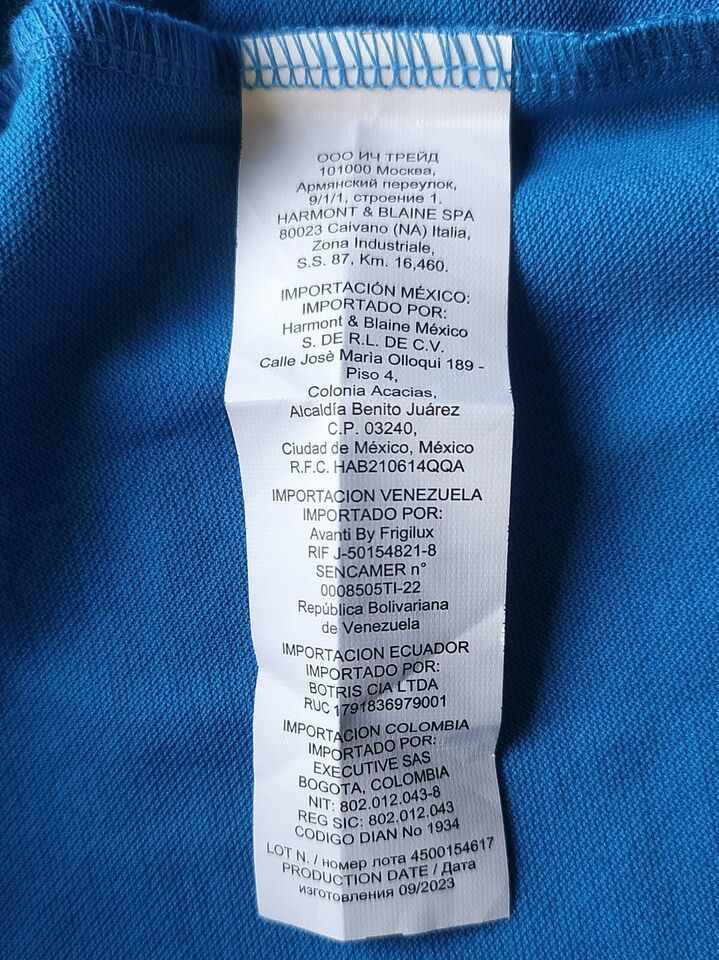 ООО ИЧ ТРЕЙД
101000 Москва,
Армянский переулок,
9/1/1, строение 1.
HARMONT & BLAINE SPA
80023 Caivano (NA) Italia,
Zona Industriale,
S.S. 87, Km. 16,460.
IMPORTACIÓN MÉXICO:
IMPORTADO POR:
Harmont & Blaine México
S. DE R.L. DE C.V.
Calle Josè Maria Olloqui 189 -
Piso 4,
Colonia Acacias,
Alcaldía Benito Juárez
C.P. 03240,
Ciudad de México, México
R.F.C. HAB210614QQA
IMPORTACION VENEZUELA
IMPORTADO POR:
Avanti By Frigilux
RIF J-50154821-8
SENCAMER n°
0008505TI-22
República Bolivariana
de Venezuela
IMPORTACION ECUADOR
IMPORTADO POR:
BOTRIS CIA LTDA
RUC 1791836979001
IMPORTACION COLOMBIA
IMPORTADO POR:
EXECUTIVE SAS
BOGOTA, COLOMBIA
NIT: 802.012.043-8
REG SIC: 802.012.043
CODIGO DIAN No 1934
LOT N. / номер лота 4500154617
PRODUCTION DATE / Дата
изготовления 09/2023